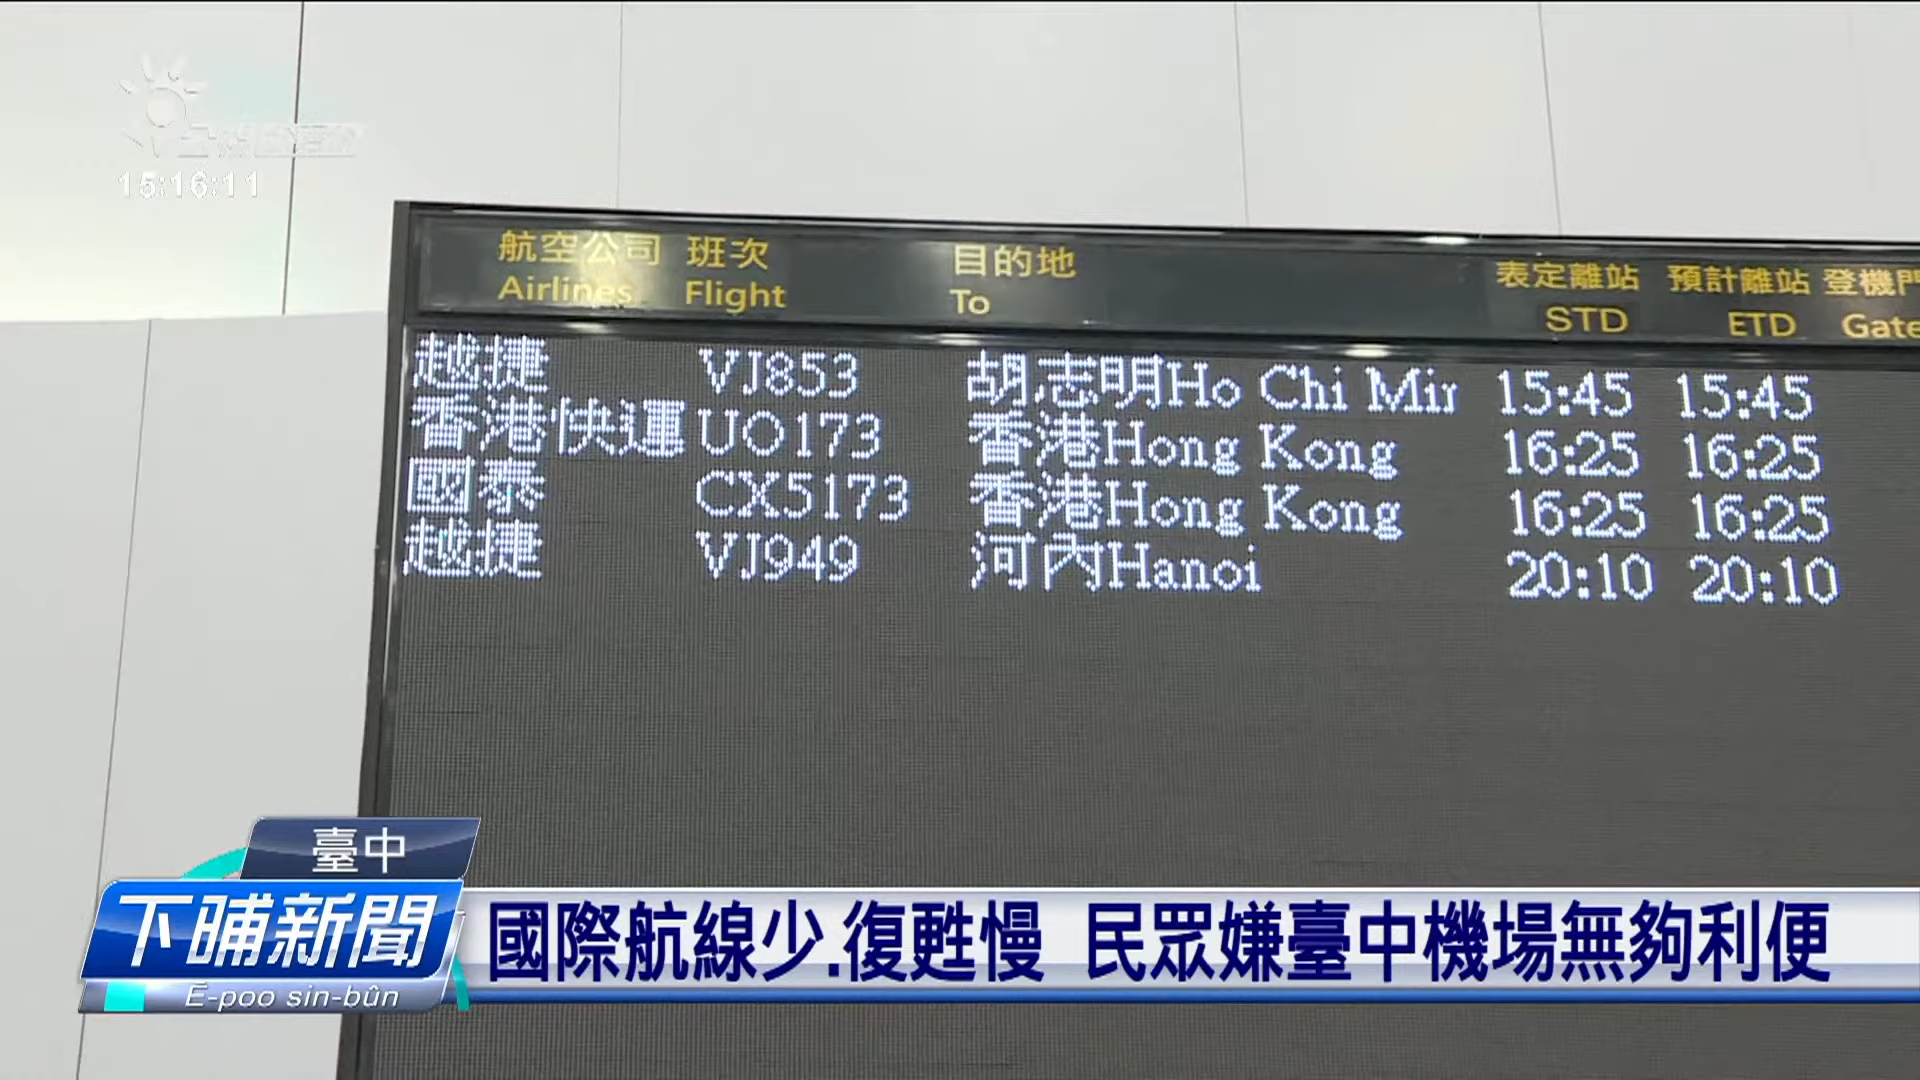 15:16:11
航空公司 班次 目的地 表定離站 預計離站 登機門
Airlines Flight To STD ETD Gate
越捷 VJ853 胡志明Ho Chi Min 15:45 15:45
香港快運 UO173 香港Hong Kong 16:25 16:25
國泰 CX5173 香港Hong Kong 16:25 16:25
越捷 VJ949 河內Hanoi 20:10 20:10
臺中
下晡新聞
Ē-poo sin-bûn
國際航線少.復甦慢 民眾嫌臺中機場無夠利便